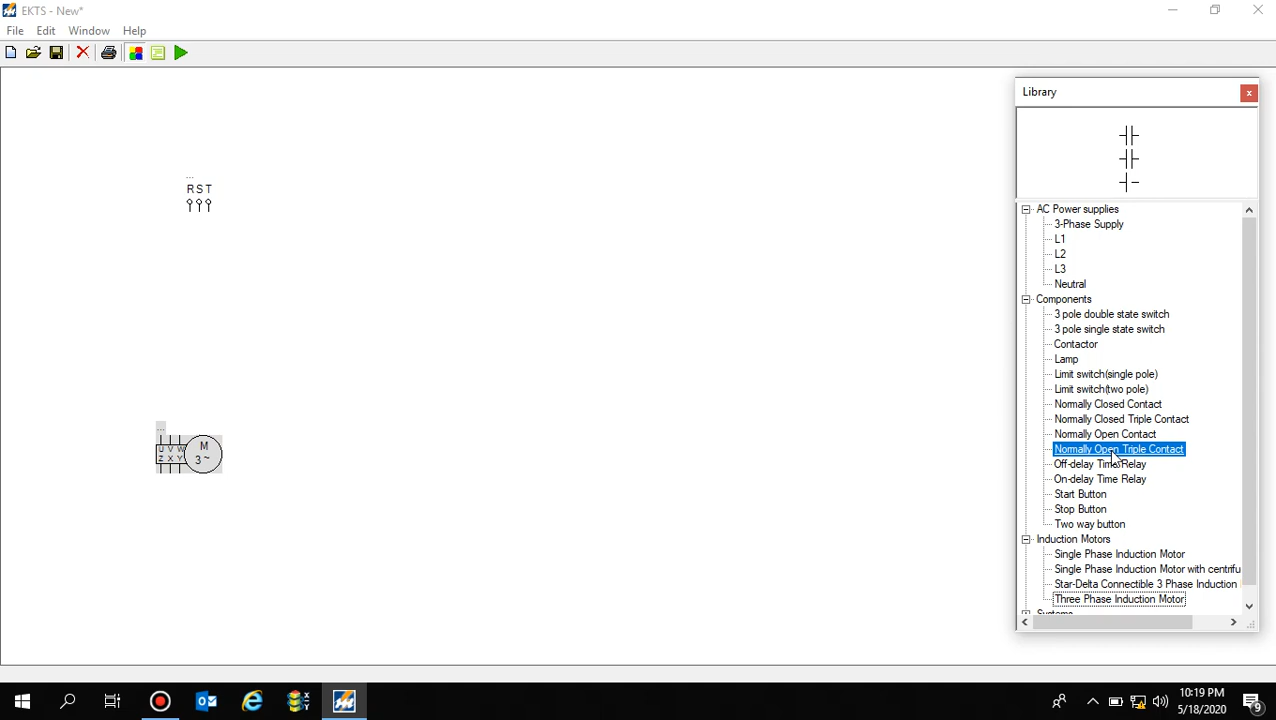 EKTS - New*
File Edit Window Help
Library
x
...
R S T
AC Power supplies
3-Phase Supply
L1
L2
L3
Neutral
Components
3 pole double state switch
3 pole single state switch
Contactor
Lamp
Limit switch(single pole)
Limit switch(two pole)
Normally Closed Contact
Normally Closed Triple Contact
Normally Open Contact
Normally Open Triple Contact
Off-delay Time Relay
On-delay Time Relay
Start Button
Stop Button
Two way button
Induction Motors
Single Phase Induction Motor
Single Phase Induction Motor with centrifu
Star-Delta Connectible 3 Phase Induction
Three Phase Induction Motor
...
U V W
Z X Y
M
3 ~
10:19 PM
5/18/2020
9